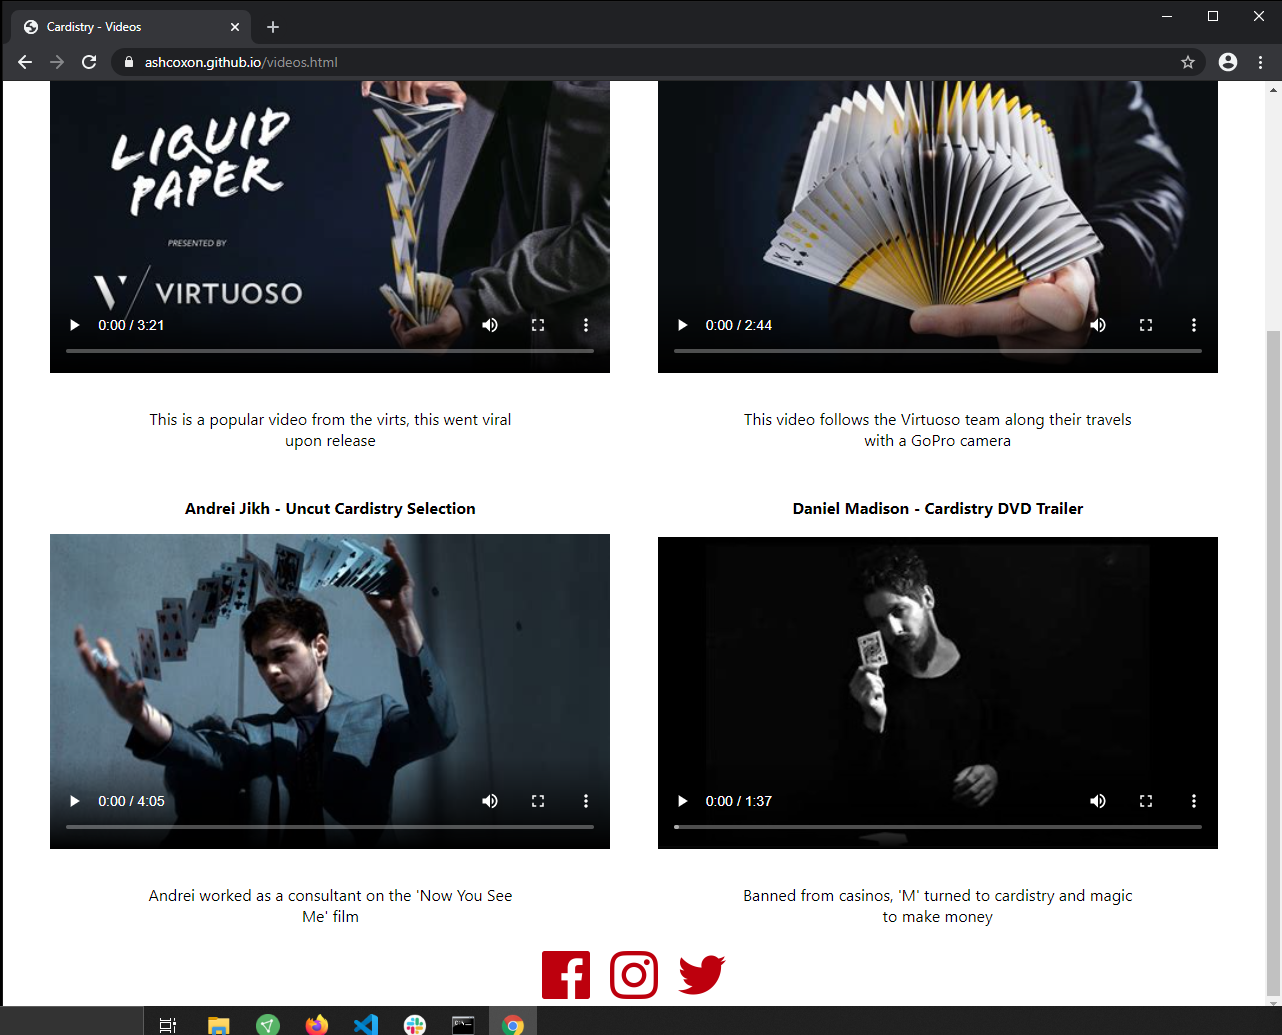 Cardistry - Videos
ashcoxon.github.io/videos.html
LIQUID
PAPER
PRESENTED BY
V/VIRTUOSO
0:00 / 3:21
0:00 / 2:44
This is a popular video from the virts, this went viral
upon release
This video follows the Virtuoso team along their travels
with a GoPro camera
Andrei Jikh - Uncut Cardistry Selection
Daniel Madison - Cardistry DVD Trailer
0:00 / 4:05
0:00 / 1:37
Andrei worked as a consultant on the 'Now You See
Me' film
Banned from casinos, 'M' turned to cardistry and magic
to make money